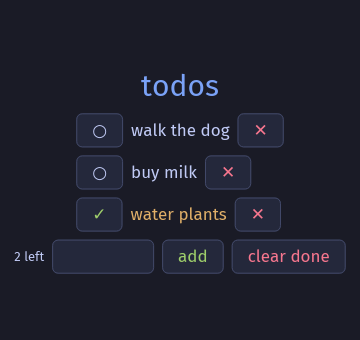 todos
○ walk the dog ✕
○ buy milk ✕
✓ water plants ✕
2 left add clear done